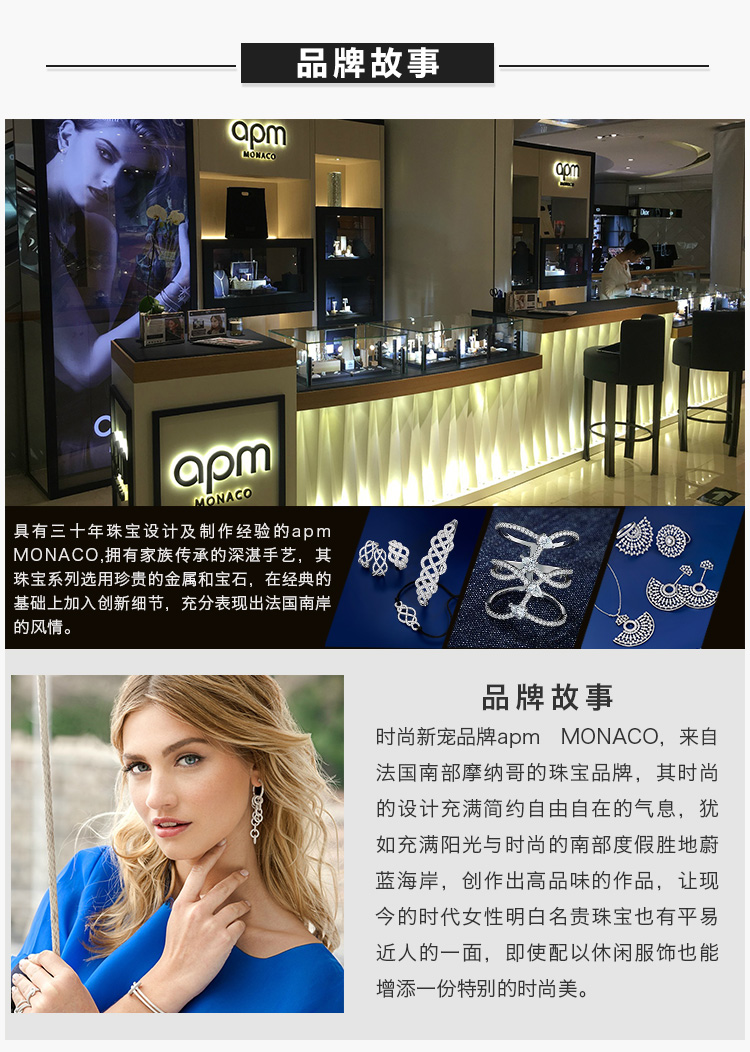 品牌故事
apm
MONACO
apm
apm
MONACO
具有三十年珠宝设计及制作经验的apm
MONACO,拥有家族传承的深湛手艺，其
珠宝系列选用珍贵的金属和宝石，在经典的
基础上加入创新细节，充分表现出法国南岸
的风情。
品牌故事
时尚新宠品牌apm MONACO，来自
法国南部摩纳哥的珠宝品牌，其时尚
的设计充满简约自由自在的气息，犹
如充满阳光与时尚的南部度假胜地蔚
蓝海岸，创作出高品味的作品，让现
今的时代女性明白名贵珠宝也有平易
近人的一面，即使配以休闲服饰也能
增添一份特别的时尚美。